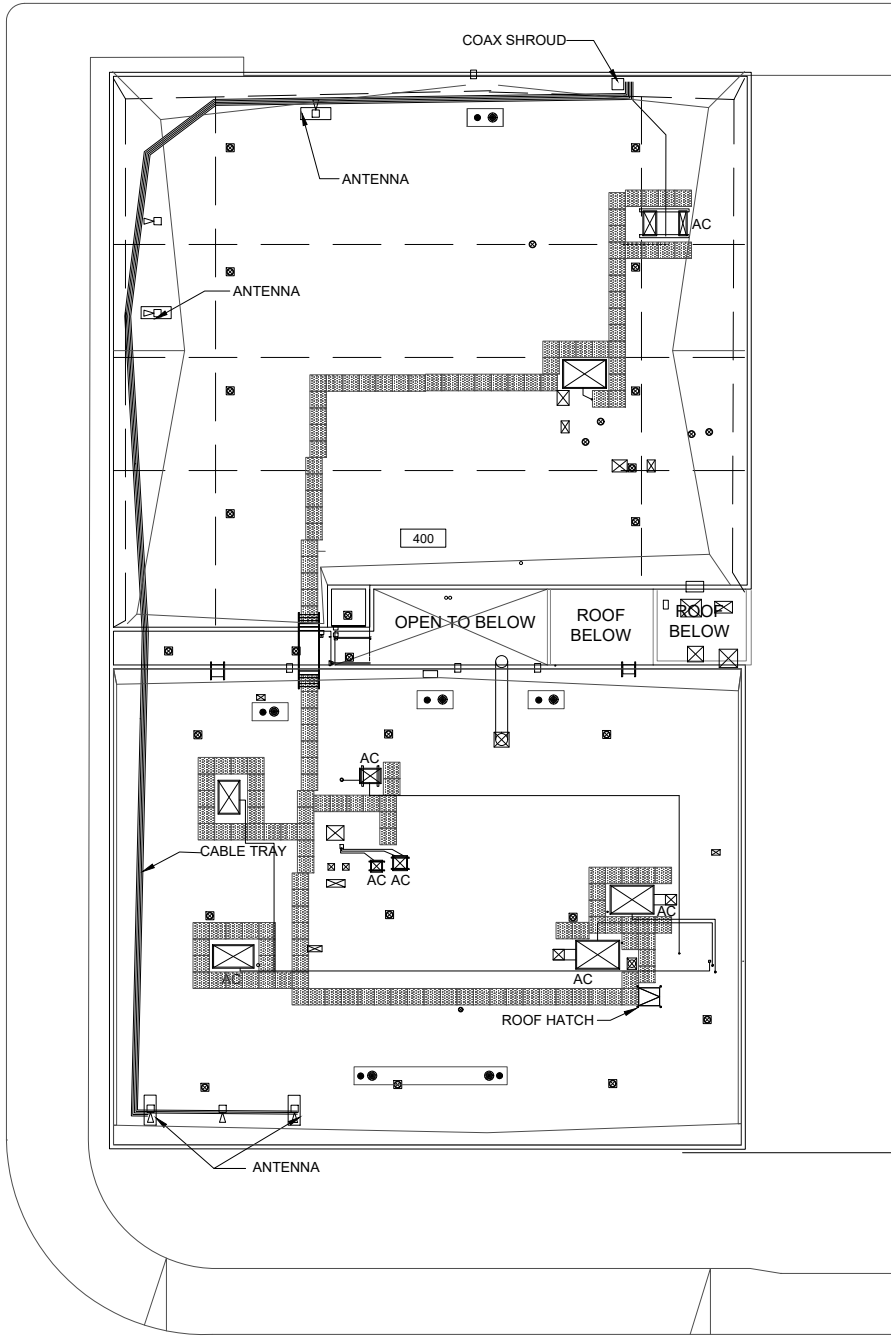 COAX SHROUD
ANTENNA
AC
ANTENNA
400
OPEN TO BELOW
ROOF
BELOW
ROOF
BELOW
AC
CABLE TRAY
AC
AC
AC
AC
AC
ROOF HATCH
ANTENNA